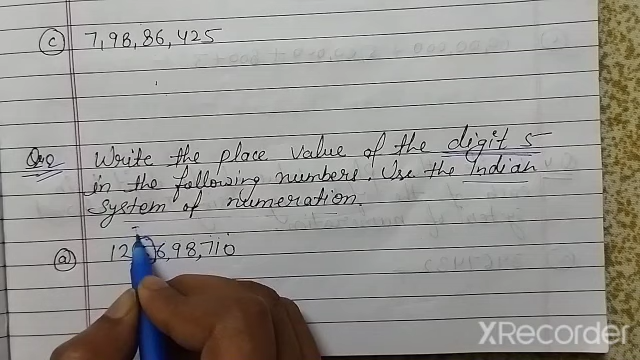 (c) 7,98,86,425
Que Write the place value of the digit 5
in the following numbers. Use the Indian
System of numeration.
(a) 12 6,98,710
XRecorder